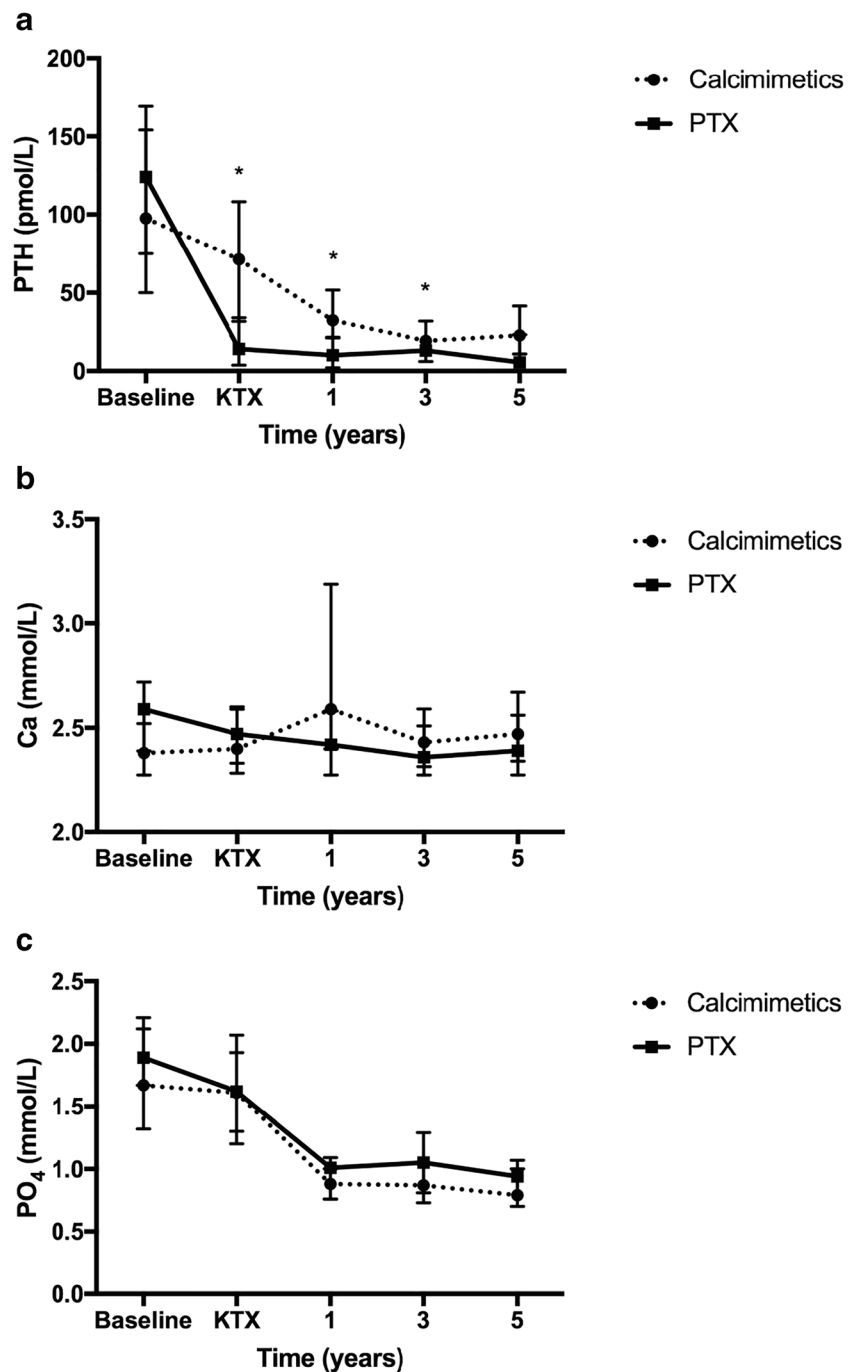 a
200
150
100
50
0
PTH (pmol/L)
*
*
*
Baseline KTX 1 3 5
Time (years)
Calcimimetics
PTX
b
3.5
3.0
2.5
2.0
Ca (mmol/L)
Baseline KTX 1 3 5
Time (years)
Calcimimetics
PTX
c
2.5
2.0
1.5
1.0
0.5
0.0
PO4 (mmol/L)
Baseline KTX 1 3 5
Time (years)
Calcimimetics
PTX